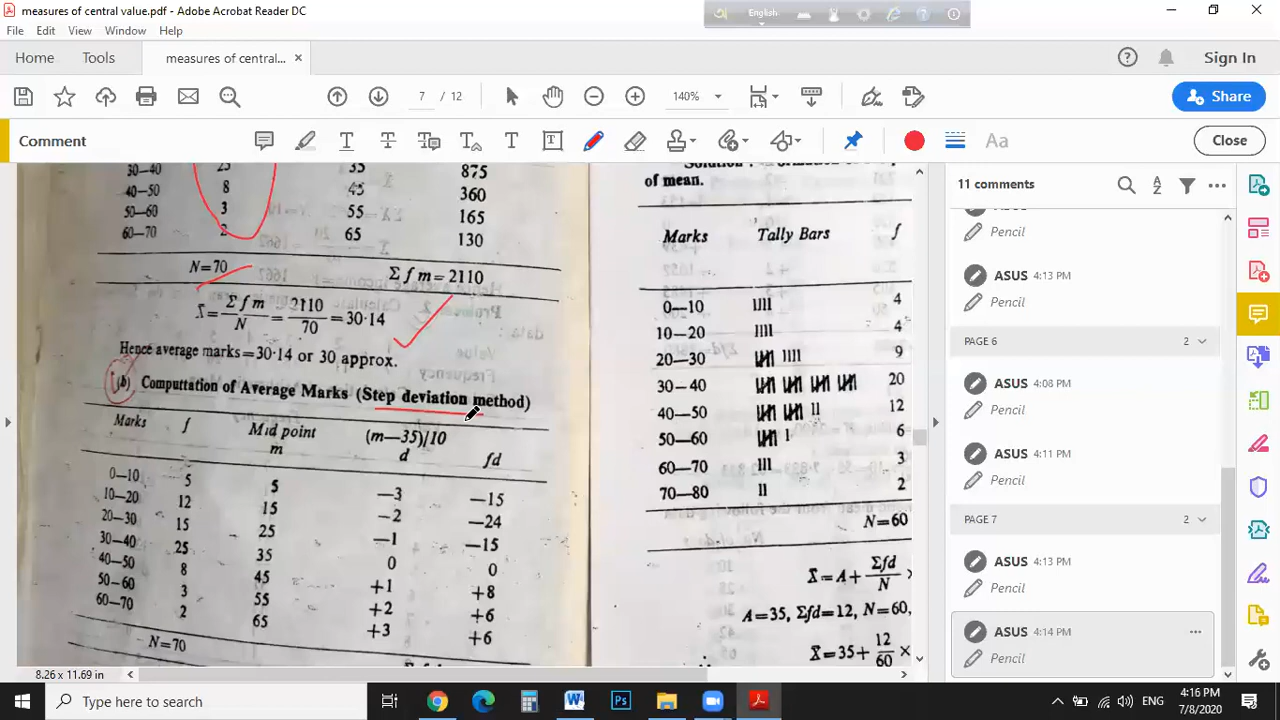 measures of central value.pdf - Adobe Acrobat Reader DC
English
File Edit View Window Help
Home Tools measures of central... × Sign In
7 / 12 140% Share
Comment Close
30—40 25 35 875
40—50 8 45 360
50—60 3 55 165
60—70 2 65 130
N=70 Σ f m = 2110
X̄ = Σ f m / N = 2110 / 70 = 30·14
Hence average marks=30·14 or 30 approx.
(b) Computtation of Average Marks (Step deviation method)
Marks f Mid point (m—35)/10
m d fd
0—10 5 5 —3 —15
10—20 12 15 —2 —24
20—30 15 25 —1 —15
30—40 25 35 0 0
40—50 8 45 +1 +8
50—60 3 55 +2 +6
60—70 2 65 +3 +6
N=70
of mean.
Marks Tally Bars f
0—10 4
10—20 4
20—30 9
30—40 20
40—50 12
50—60 6
60—70 3
70—80 2
N=60
X̄=A+ Σfd / N ×
A=35, Σfd=12, N=60,
X̄=35+ 12 / 60 ×
11 comments
Pencil
ASUS 4:13 PM
Pencil
PAGE 6 2
ASUS 4:08 PM
Pencil
ASUS 4:11 PM
Pencil
PAGE 7 2
ASUS 4:13 PM
Pencil
ASUS 4:14 PM
Pencil
8.26 x 11.69 in
Type here to search
ENG
4:16 PM
7/8/2020